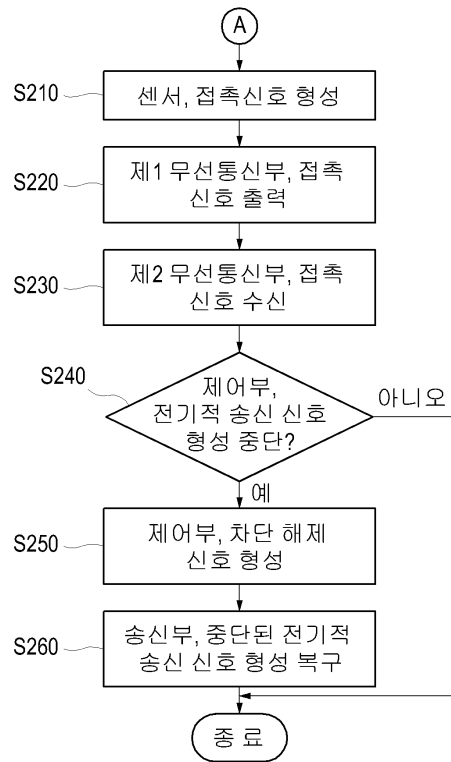 A
S210
센서, 접촉신호 형성
S220
제1 무선통신부, 접촉
신호 출력
S230
제2 무선통신부, 접촉
신호 수신
S240
제어부,
전기적 송신 신호
형성 중단?
아니오
예
S250
제어부, 차단 해제
신호 형성
S260
송신부, 중단된 전기적
송신 신호 형성 복구
종 료